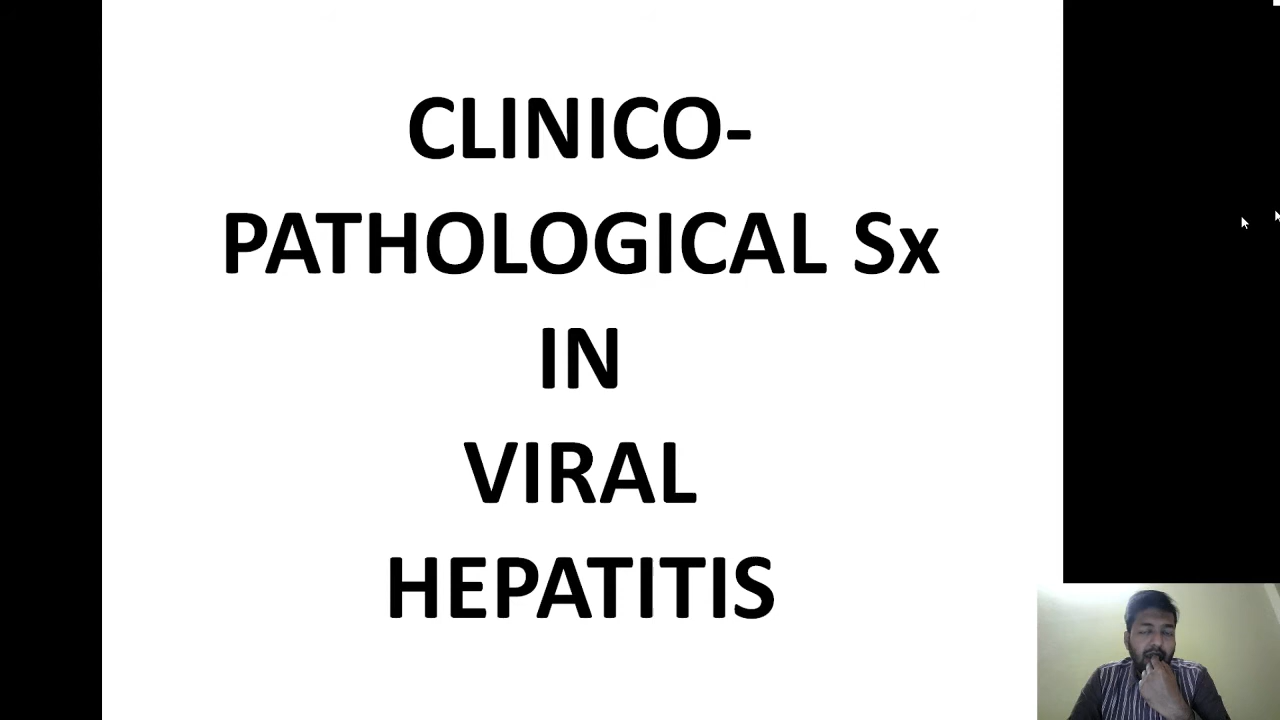 CLINICO-
PATHOLOGICAL Sx
IN
VIRAL
HEPATITIS